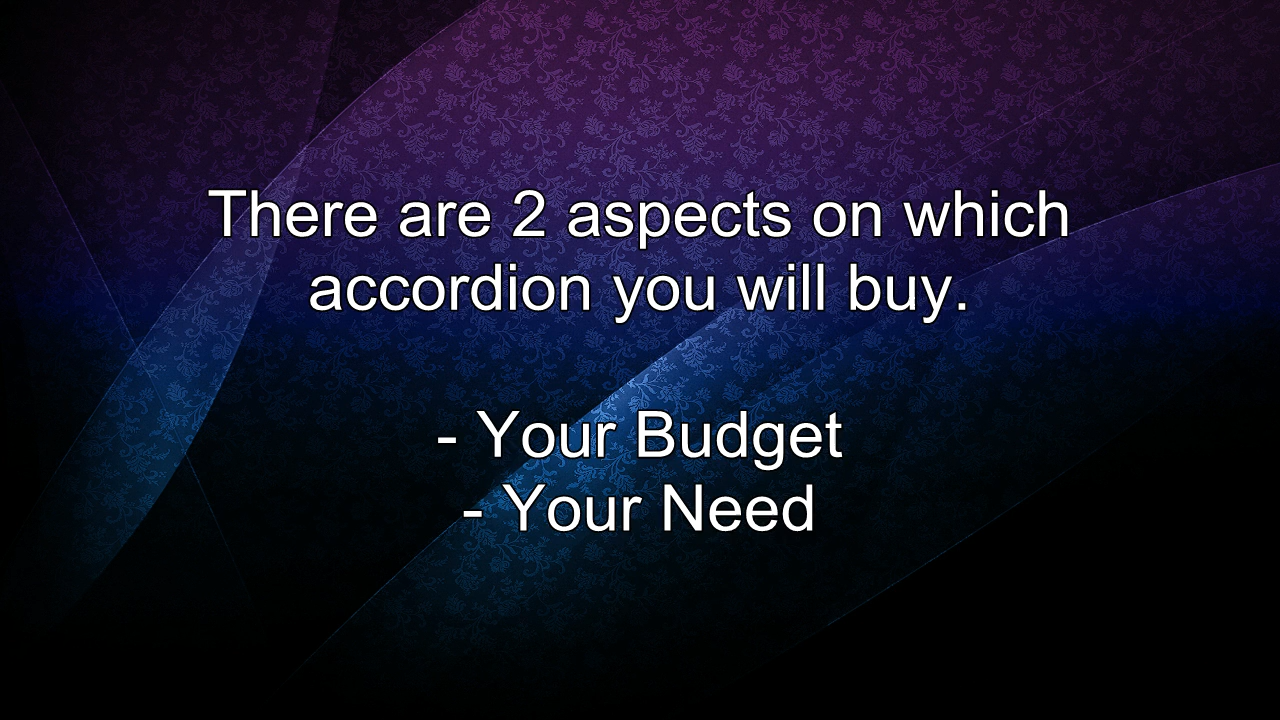 There are 2 aspects on which
accordion you will buy.
- Your Budget
- Your Need